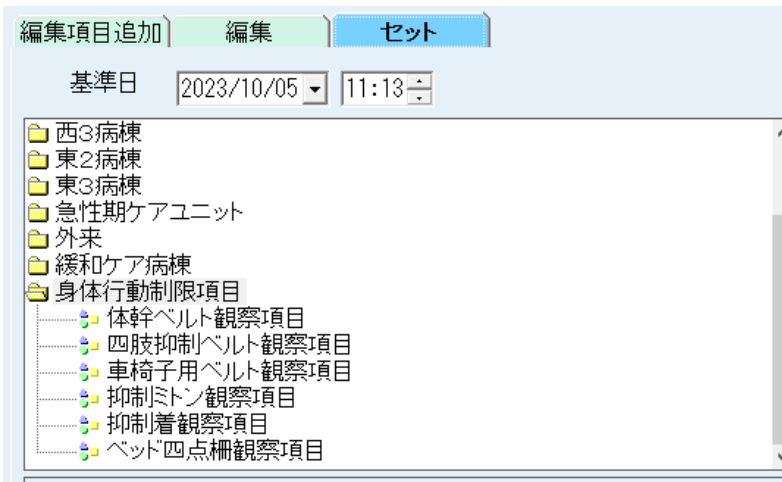 編集項目追加 編集 セット
基準日 2023/10/05 11:13
西3病棟
東2病棟
東3病棟
急性期ケアユニット
外来
緩和ケア病棟
身体行動制限項目
体幹ベルト観察項目
四肢抑制ベルト観察項目
車椅子用ベルト観察項目
抑制ミトン観察項目
抑制着観察項目
ベッド四点柵観察項目